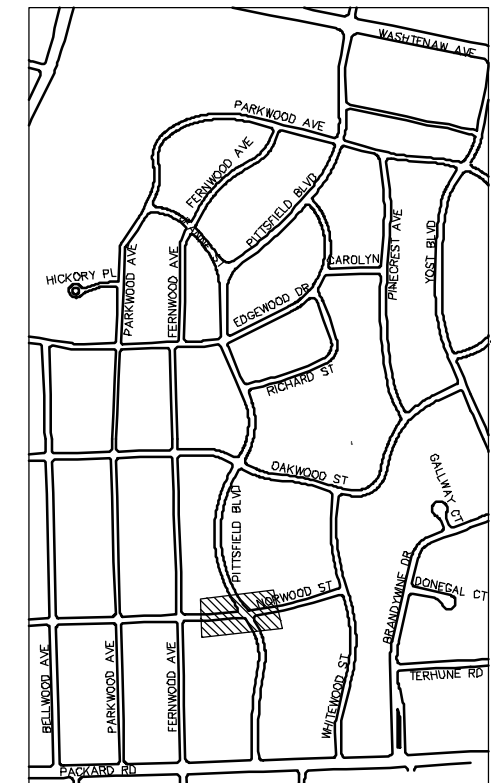 WASHTENAW AVE
PARKWOOD AVE
FERNWOOD AVE
PITTSFIELD BLVD
PINECREST AVE
YOST BLVD
CAROLYN
HICKORY PL
PARKWOOD AVE
FERNWOOD AVE
EDGEWOOD DR
RICHARD ST
OAKWOOD ST
GALLWAY CT
PITTSFIELD BLVD
NORWOOD ST
BRANDYWINE DR
DONEGAL CT
BELLWOOD AVE
PARKWOOD AVE
FERNWOOD AVE
WHITEWOOD ST
TERHUNE RD
PACKARD RD